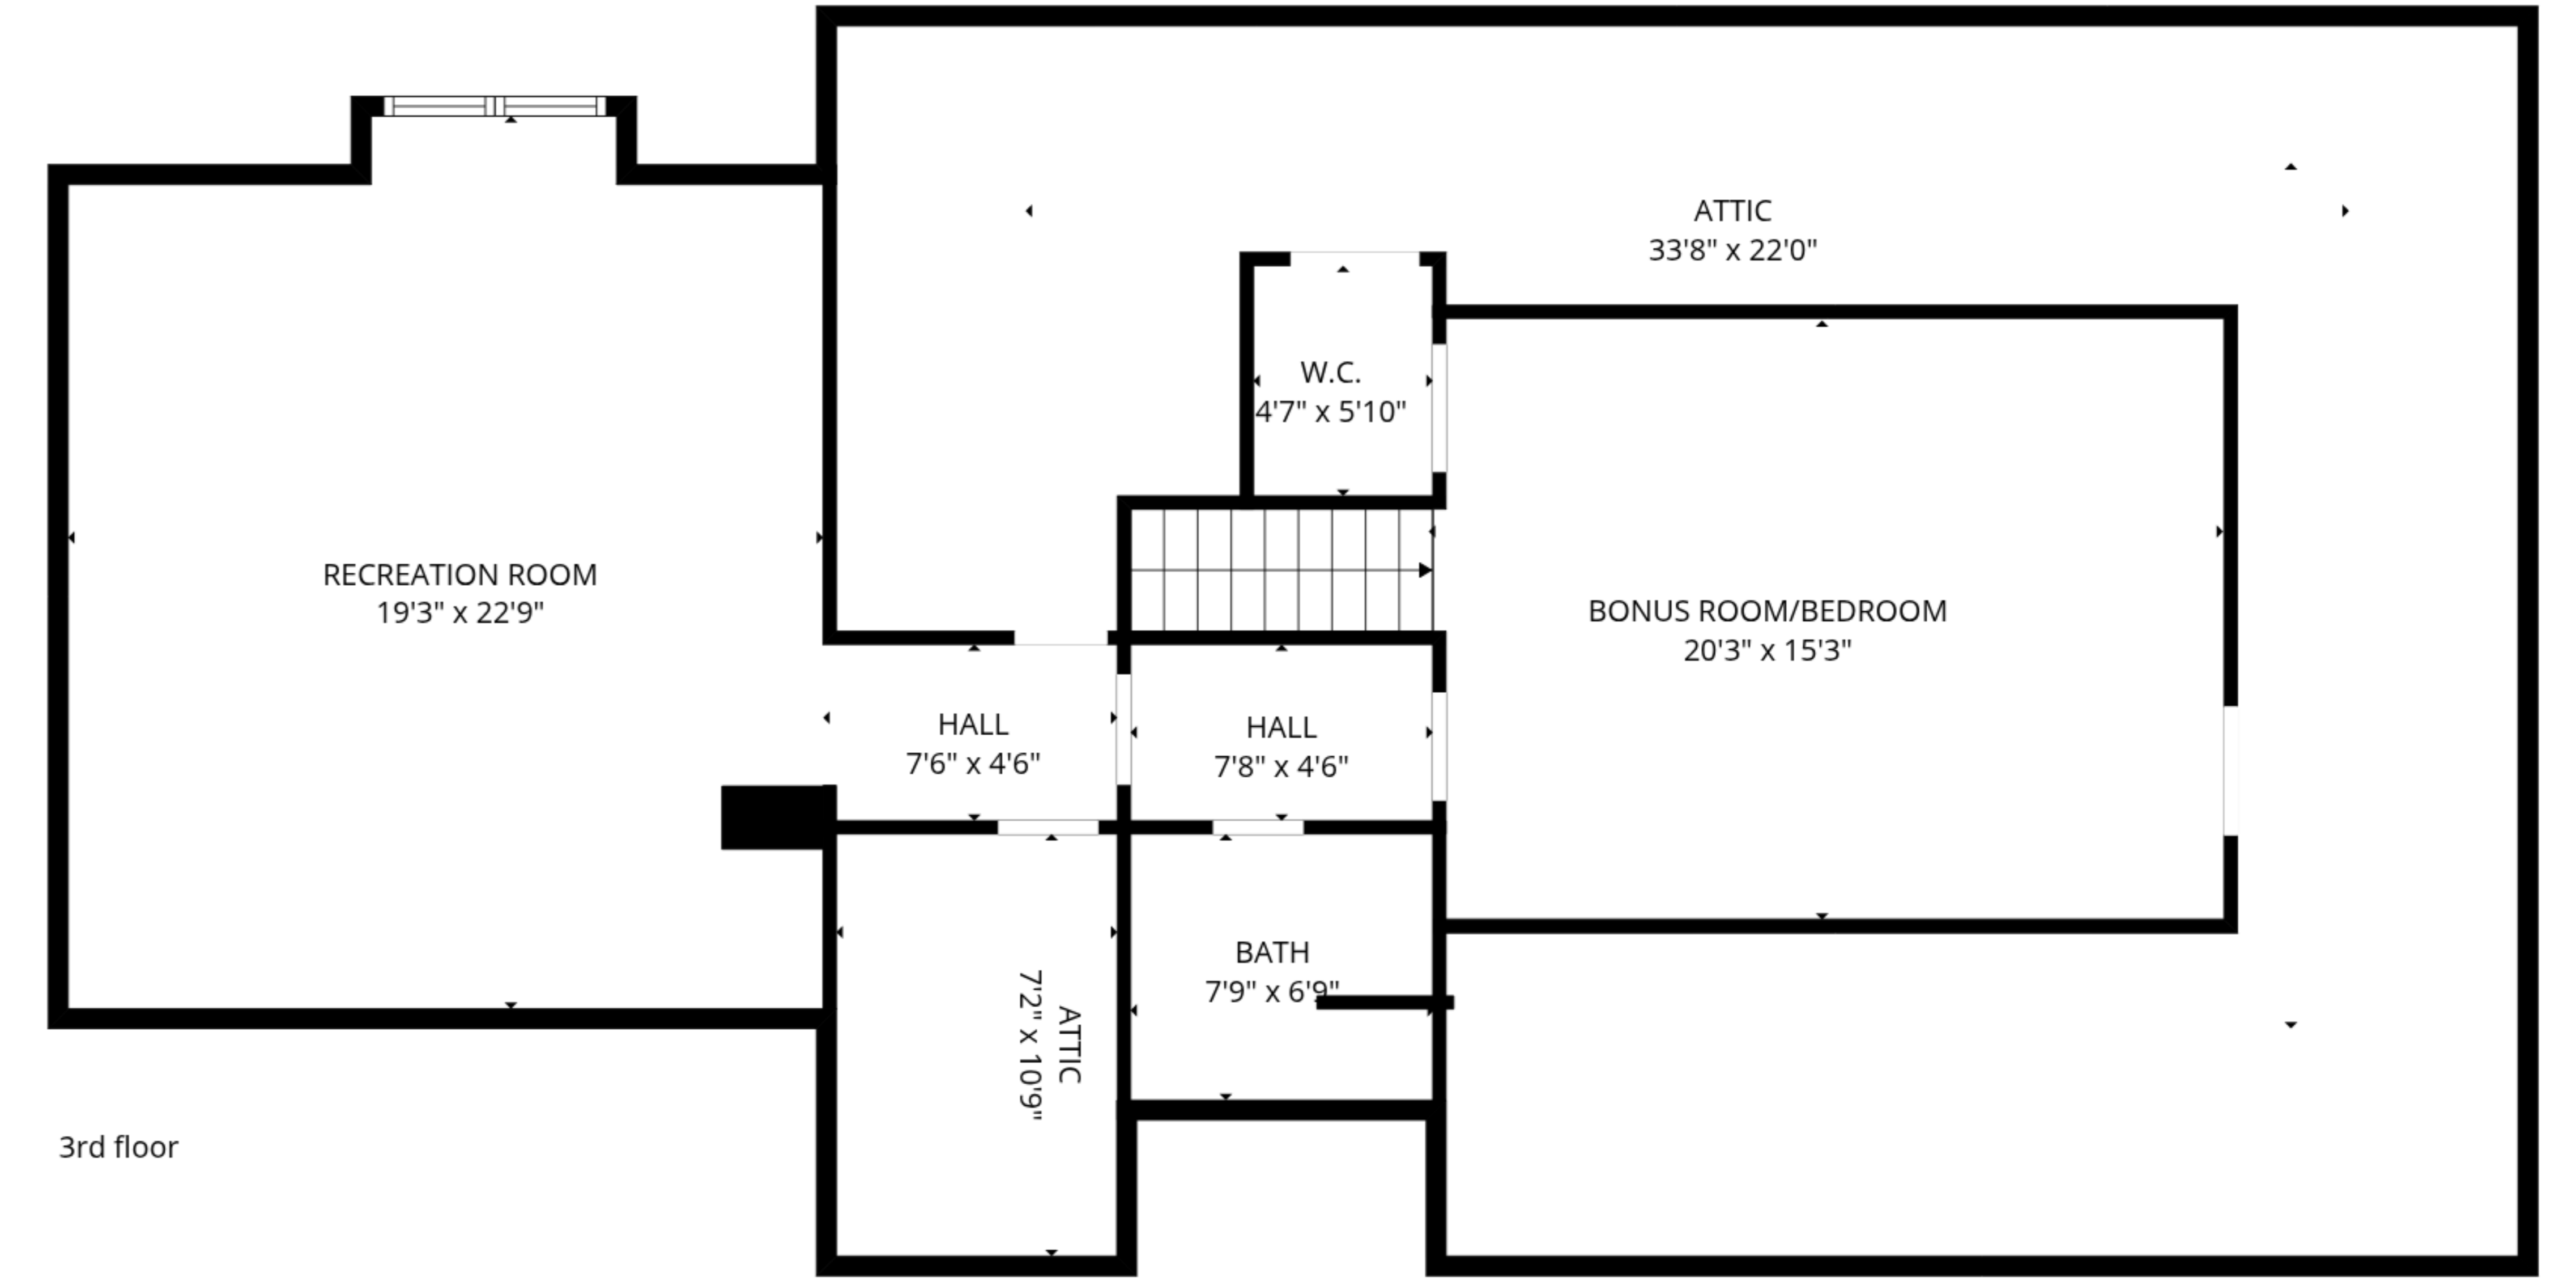 ATTIC
33'8" x 22'0"
W.C.
4'7" x 5'10"
RECREATION ROOM
19'3" x 22'9"
BONUS ROOM/BEDROOM
20'3" x 15'3"
HALL
7'6" x 4'6"
HALL
7'8" x 4'6"
BATH
7'9" x 6'9"
ATTIC
7'2" x 10'9"
3rd floor